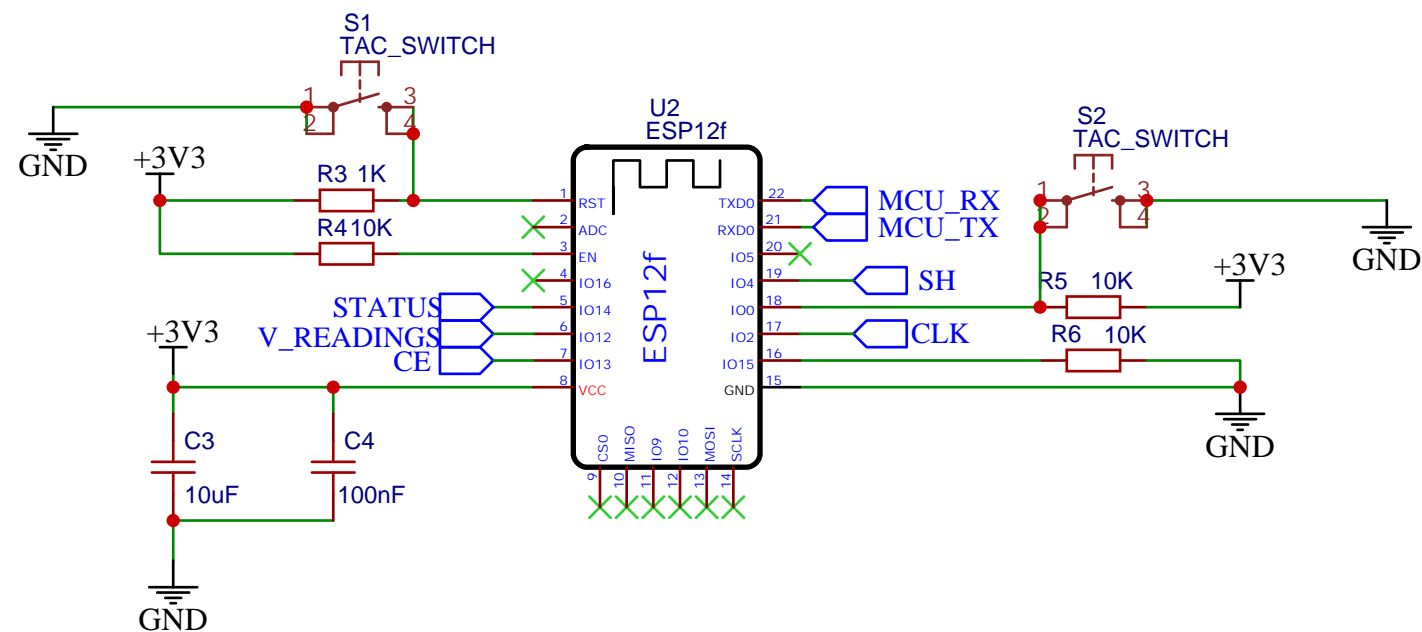 S1
TAC_SWITCH
1
2
3
4
GND
+3V3
R3 1K
R4 10K
U2
ESP12f
ESP12f
1
RST
2
ADC
3
EN
4
IO16
STATUS
5
IO14
V_READINGS
6
IO12
CE
7
IO13
+3V3
8
VCC
22
TXD0
MCU_RX
21
RXD0
MCU_TX
20
IO5
19
IO4
SH
18
IO0
17
IO2
CLK
16
IO15
15
GND
S2
TAC_SWITCH
1
2
3
4
GND
R5 10K
+3V3
R6 10K
GND
C3
10uF
C4
100nF
GND
CS0
MISO
IO9
IO10
MOSI
SCLK
9
10
11
12
13
14